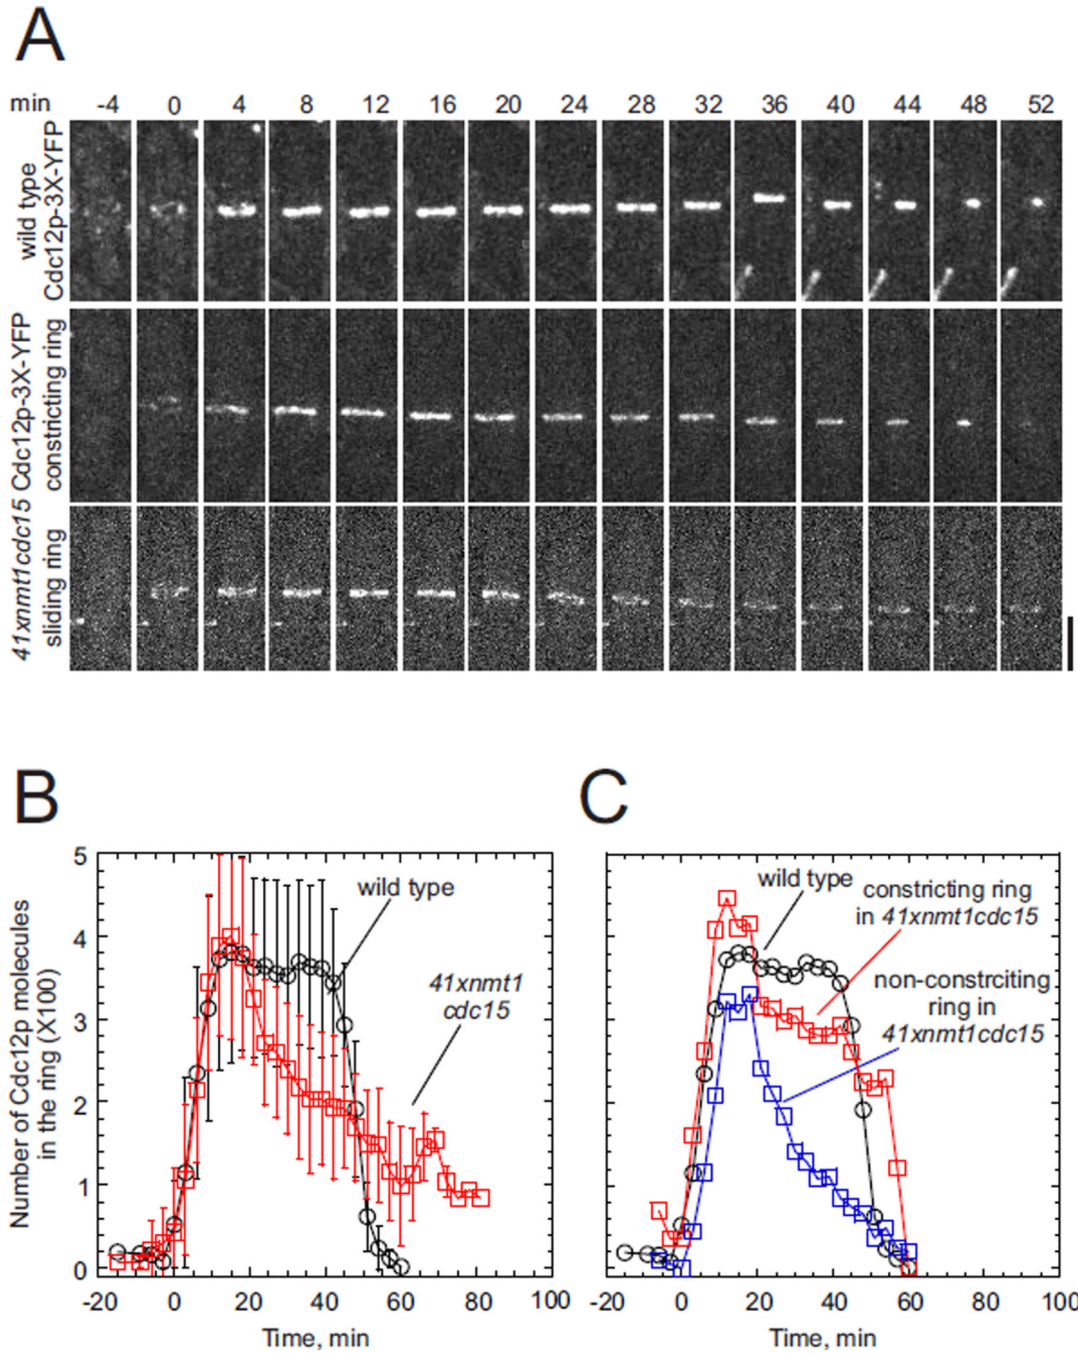 A
min -4 0 4 8 12 16 20 24 28 32 36 40 44 48 52
wild type
Cdc12p-3X-YFP
41xnmt1cdc15 Cdc12p-3X-YFP
constricting ring
sliding ring
B
C
Number of Cdc12p molecules
in the ring (X100)
5
4
3
2
1
0
wild type
41xnmt1
cdc15
-20 0 20 40 60 80 100
Time, min
wild type
constricting ring
in 41xnmt1cdc15
non-constrciting
ring in
41xnmt1cdc15
-20 0 20 40 60 80 100
Time, min